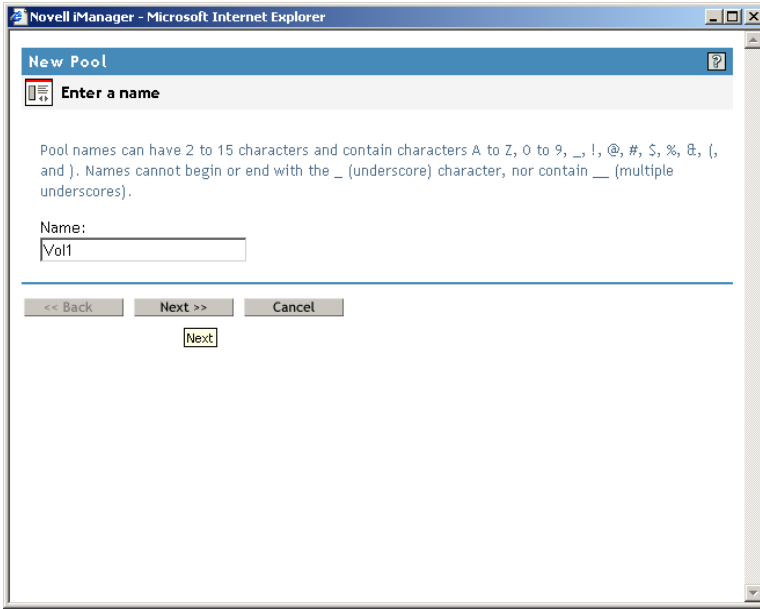 Novell iManager - Microsoft Internet Explorer
New Pool
?
Enter a name
Pool names can have 2 to 15 characters and contain characters A to Z, 0 to 9, _, !, @, #, $, %, &, (,
and ). Names cannot begin or end with the _ (underscore) character, nor contain __ (multiple
underscores).
Name:
Vol1
<< Back Next >> Cancel
Next